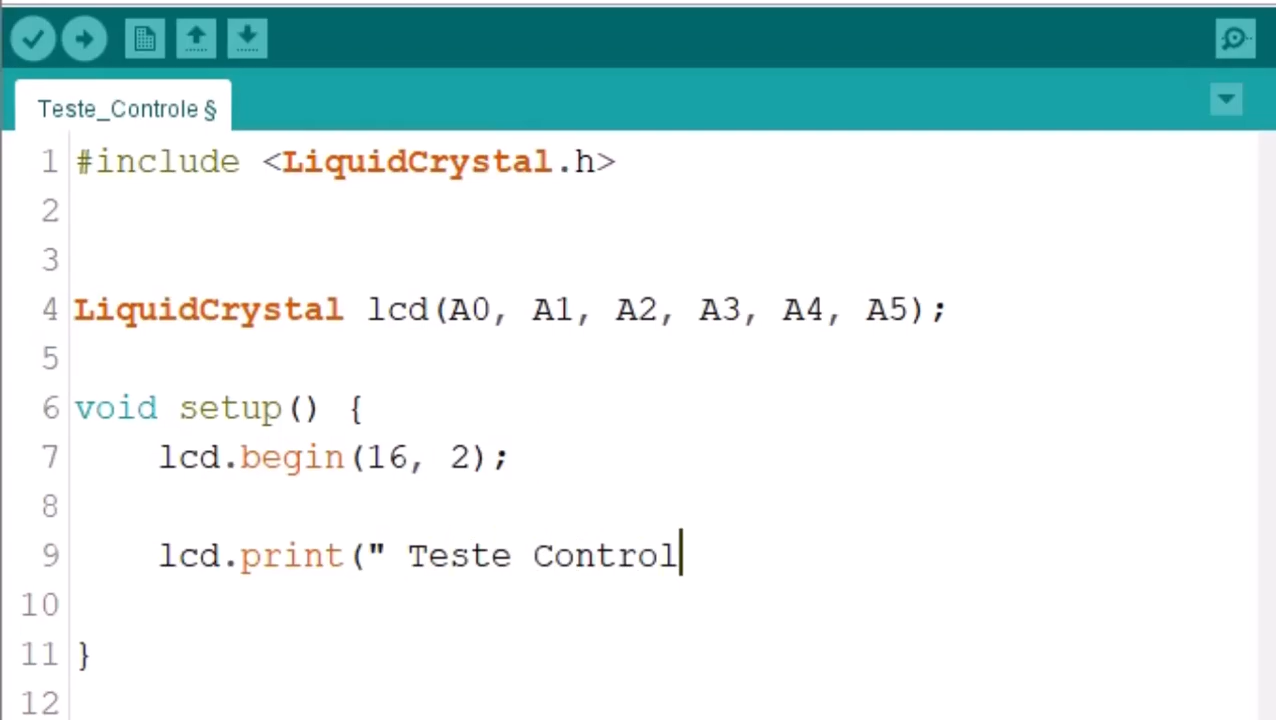 Teste_Controle §
1 #include <LiquidCrystal.h>
2
3
4 LiquidCrystal lcd(A0, A1, A2, A3, A4, A5);
5
6 void setup() {
7     lcd.begin(16, 2);
8
9     lcd.print(" Teste Control
10
11 }
12